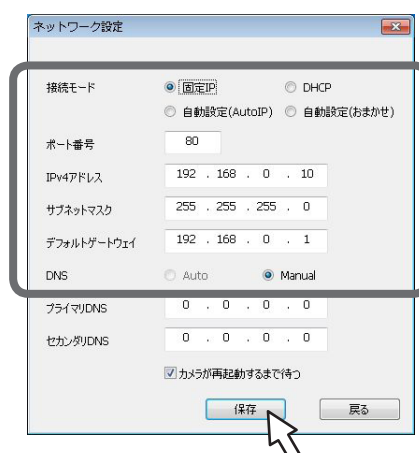 ネットワーク設定
接続モード 固定IP DHCP
自動設定(AutoIP) 自動設定(おまかせ)
ポート番号 80
IPv4アドレス 192 . 168 . 0 . 10
サブネットマスク 255 . 255 . 255 . 0
デフォルトゲートウェイ 192 . 168 . 0 . 1
DNS Auto Manual
プライマリDNS 0 . 0 . 0 . 0
セカンダリDNS 0 . 0 . 0 . 0
カメラが再起動するまで待つ
保存 戻る